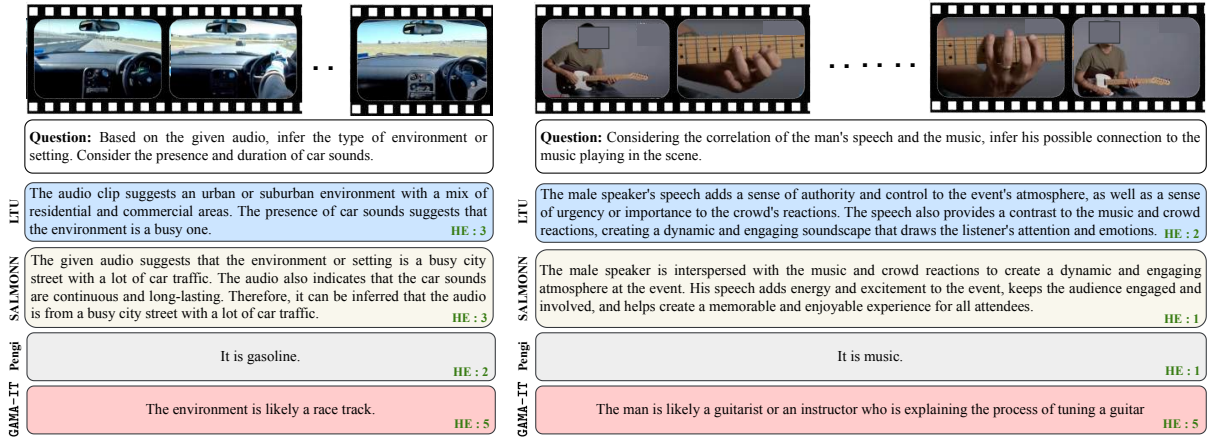 Question: Based on the given audio, infer the type of environment or
setting. Consider the presence and duration of car sounds.
LTU
The audio clip suggests an urban or suburban environment with a mix of
residential and commercial areas. The presence of car sounds suggests that
the environment is a busy one.
HE : 3
SALMONN
The given audio suggests that the environment or setting is a busy city
street with a lot of car traffic. The audio also indicates that the car sounds
are continuous and long-lasting. Therefore, it can be inferred that the audio
is from a busy city street with a lot of car traffic.
HE : 3
Pengi
It is gasoline.
HE : 2
GAMA-IT
The environment is likely a race track.
HE : 5
Question: Considering the correlation of the man's speech and the music, infer his possible connection to the
music playing in the scene.
LTU
The male speaker's speech adds a sense of authority and control to the event's atmosphere, as well as a sense
of urgency or importance to the crowd's reactions. The speech also provides a contrast to the music and crowd
reactions, creating a dynamic and engaging soundscape that draws the listener's attention and emotions.
HE : 2
SALMONN
The male speaker is interspersed with the music and crowd reactions to create a dynamic and engaging
atmosphere at the event. His speech adds energy and excitement to the event, keeps the audience engaged and
involved, and helps create a memorable and enjoyable experience for all attendees.
HE : 1
Pengi
It is music.
HE : 1
GAMA-IT
The man is likely a guitarist or an instructor who is explaining the process of tuning a guitar
HE : 5